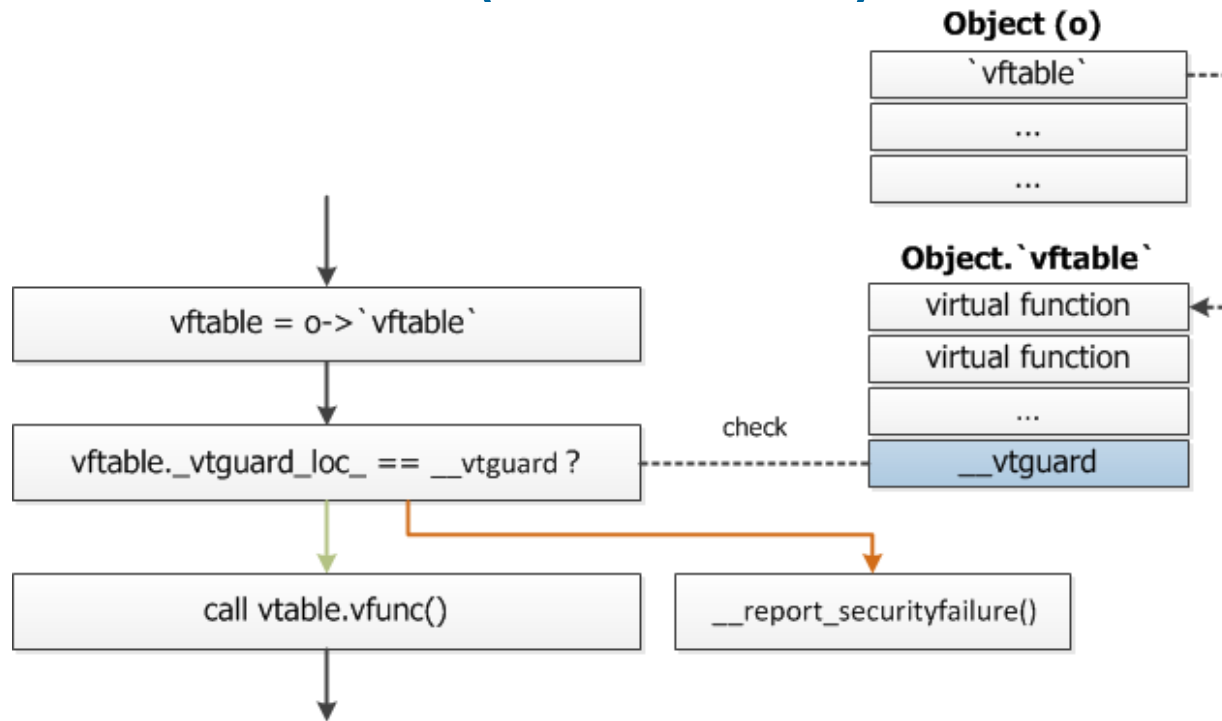 Object (o)
`vftable`
...
...
Object.`vftable`
virtual function
virtual function
...
__vtguard
vftable = o->`vftable`
vftable._vtguard_loc_ == __vtguard ?
check
call vtable.vfunc()
__report_securityfailure()